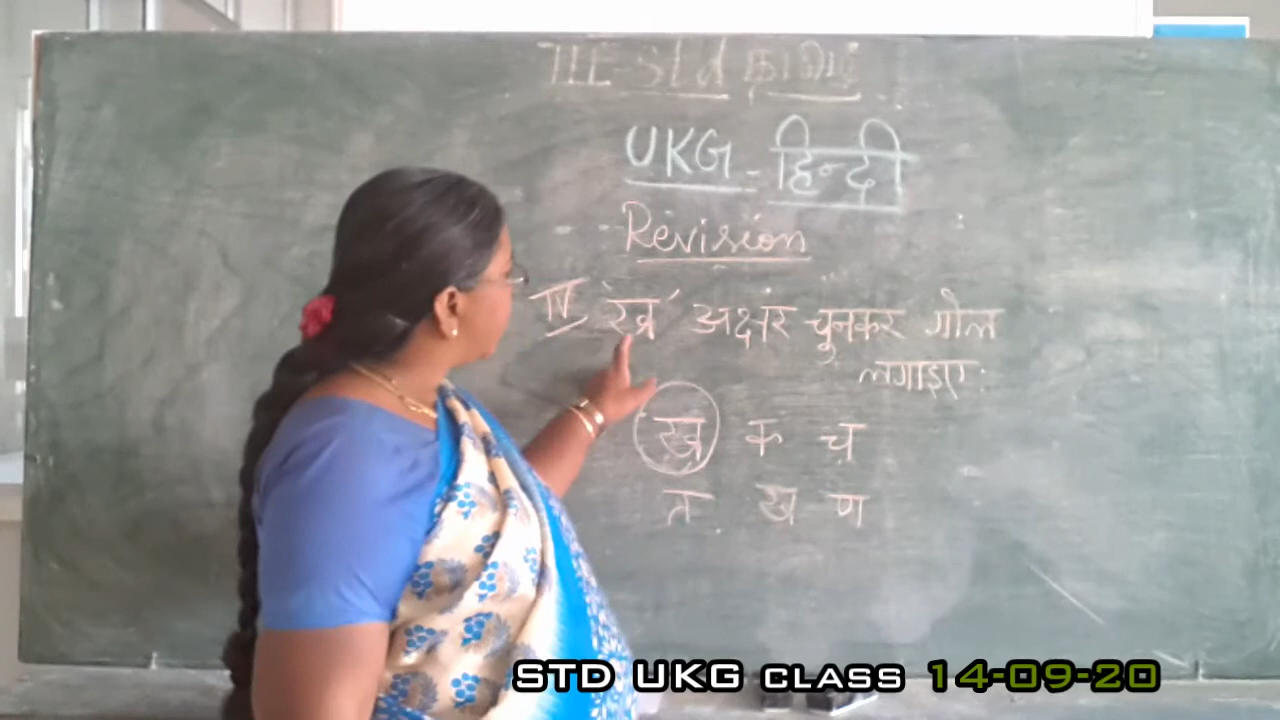 UKG - हिन्दी
Revision
IV 'ख' अक्षर चूनकर गोल
लगाइए:
ख क च
त ख ण
STD UKG CLASS 14-09-20